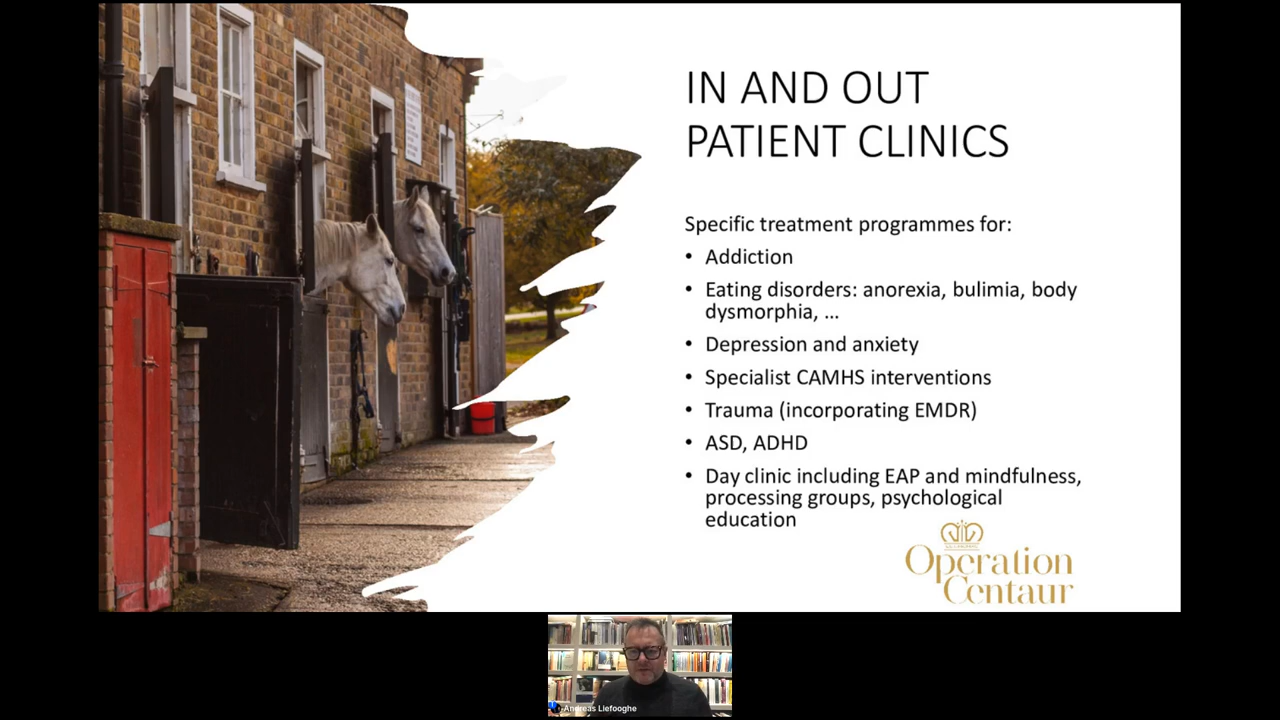 IN AND OUT
PATIENT CLINICS
Specific treatment programmes for:
• Addiction
• Eating disorders: anorexia, bulimia, body
dysmorphia, ...
• Depression and anxiety
• Specialist CAMHS interventions
• Trauma (incorporating EMDR)
• ASD, ADHD
• Day clinic including EAP and mindfulness,
processing groups, psychological
education
Operation
Centaur
Andreas Liefooghe